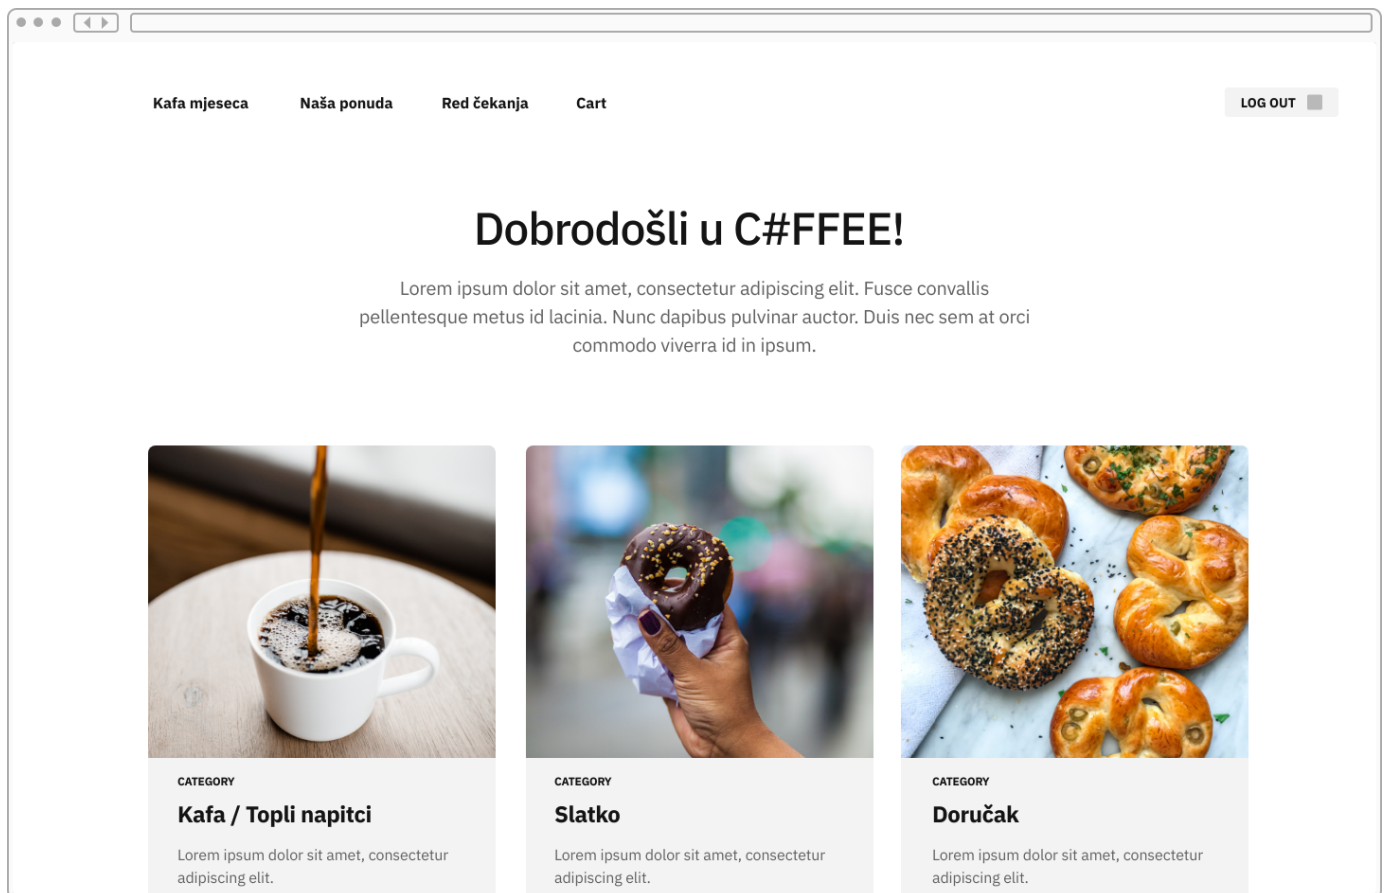 Kafa mjeseca Naša ponuda Red čekanja Cart LOG OUT
Dobrodošli u C#FFEE!
Lorem ipsum dolor sit amet, consectetur adipiscing elit. Fusce convallis
pellentesque metus id lacinia. Nunc dapibus pulvinar auctor. Duis nec sem at orci
commodo viverra id in ipsum.
CATEGORY
Kafa / Topli napitci
Lorem ipsum dolor sit amet, consectetur
adipiscing elit.
CATEGORY
Slatko
Lorem ipsum dolor sit amet, consectetur
adipiscing elit.
CATEGORY
Doručak
Lorem ipsum dolor sit amet, consectetur
adipiscing elit.